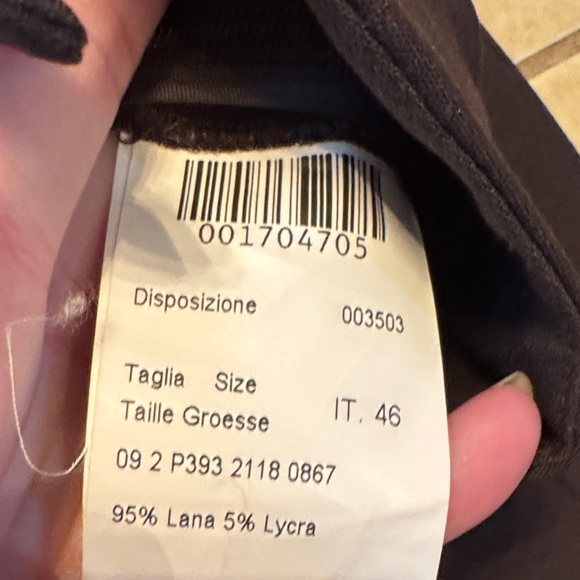 001704705
Disposizione 003503
Taglia Size
Taille Groesse IT. 46
09 2 P393 2118 0867
95% Lana 5% Lycra